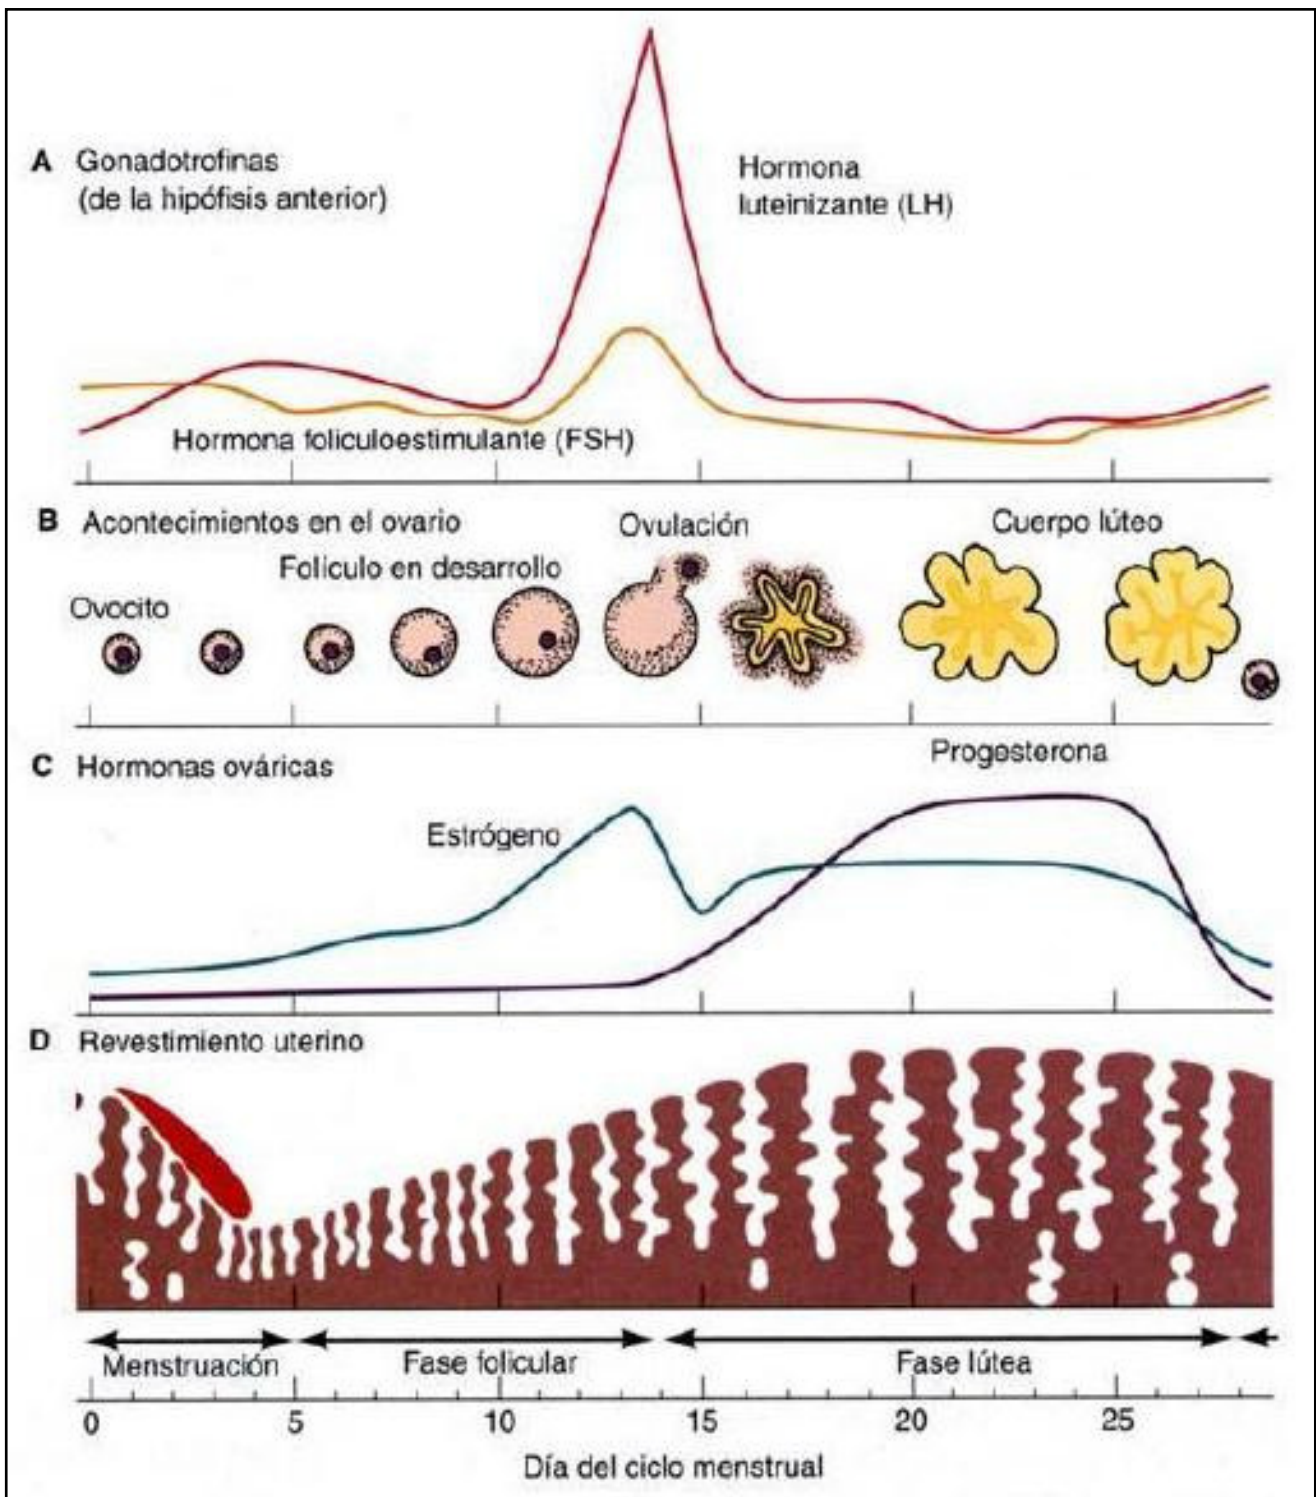 A Gonadotrofinas
(de la hipófisis anterior)
Hormona
luteinizante (LH)
Hormona foliculoestimulante (FSH)
B Acontecimientos en el ovario
Ovulación
Cuerpo lúteo
Foliculo en desarrollo
Ovocito
Progesterona
C Hormonas ováricas
Estrógeno
D Revestimiento uterino
Menstruación
Fase folicular
Fase lútea
0 5 10 15 20 25
Día del ciclo menstrual